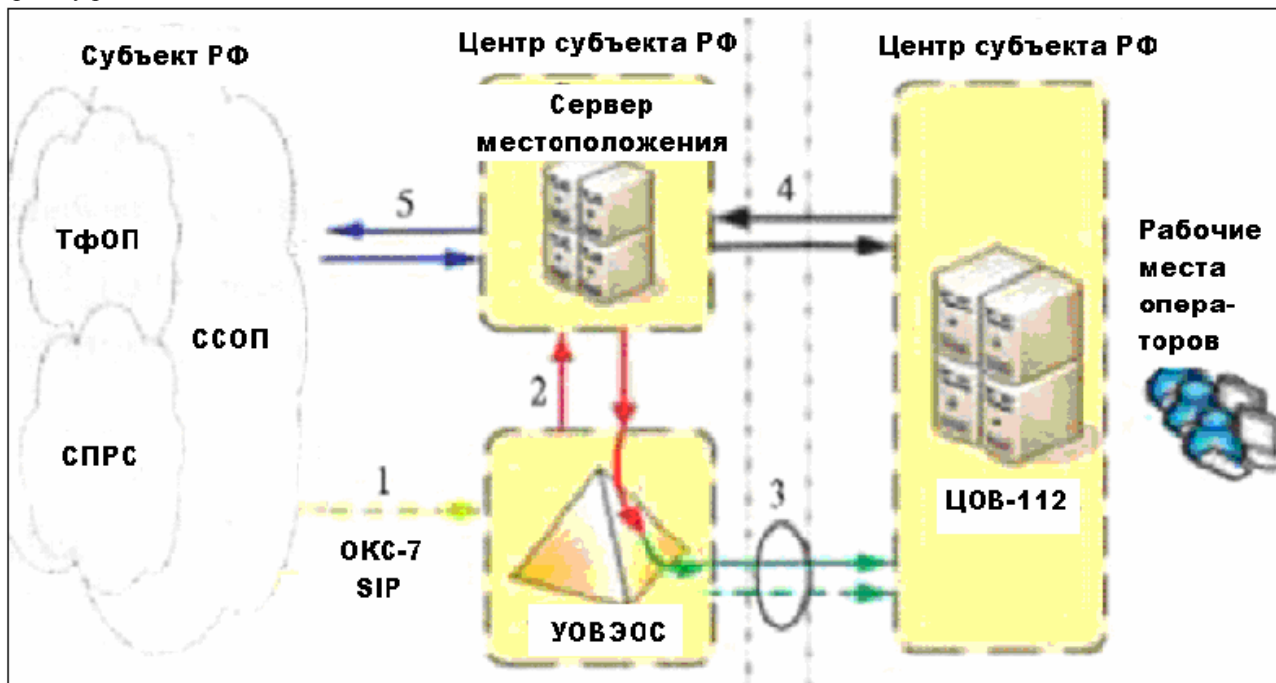 Субъект РФ
Центр субъекта РФ
Центр субъекта РФ
Сервер
местоположения
5
4
ТфОП
Рабочие
места
опера-
торов
ССОП
2
СПРС
1
3
ЦОВ-112
ОКС-7
SIP
УОВЭОС